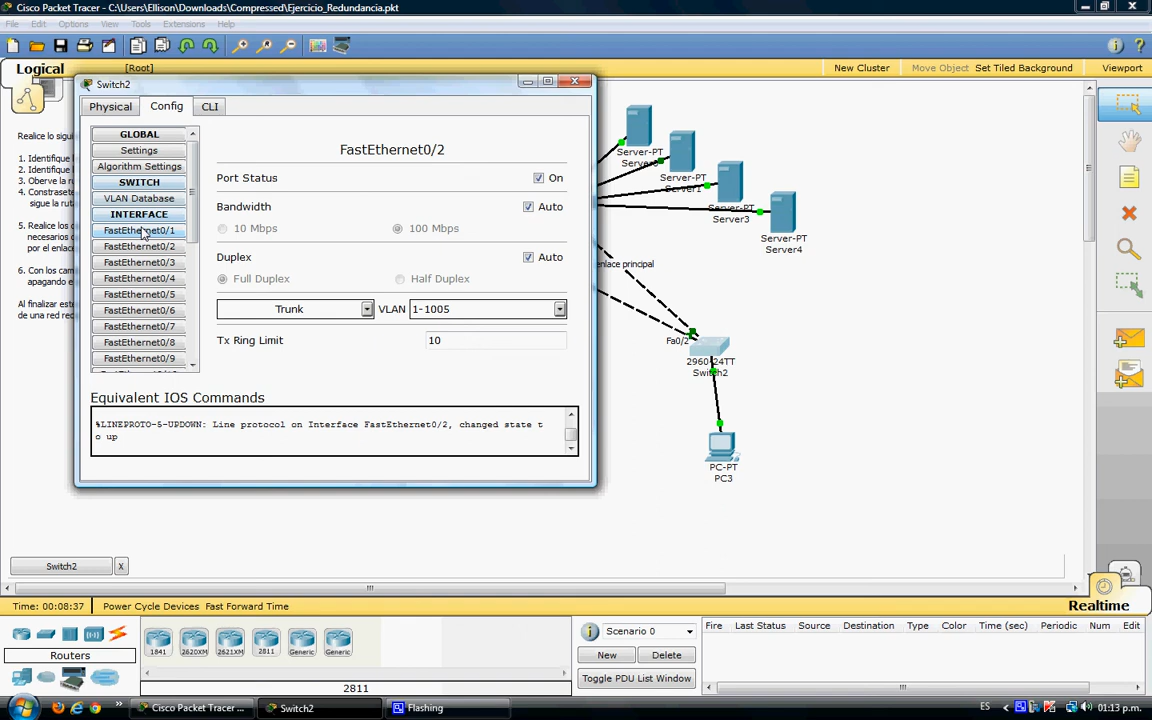 Cisco Packet Tracer - C:\Users\Ellison\Downloads\Compressed\Ejercicio_Redundancia.pkt
File Edit Options View Tools Extensions Help
Logical
[Root]
New Cluster
Move Object
Set Tiled Background
Viewport
Switch2
Physical
Config
CLI
GLOBAL
Settings
Algorithm Settings
SWITCH
VLAN Database
INTERFACE
FastEthernet0/1
FastEthernet0/2
FastEthernet0/3
FastEthernet0/4
FastEthernet0/5
FastEthernet0/6
FastEthernet0/7
FastEthernet0/8
FastEthernet0/9
FastEthernet0/2
Port Status
On
Bandwidth
Auto
10 Mbps
100 Mbps
Duplex
Auto
Full Duplex
Half Duplex
Trunk
VLAN
1-1005
Tx Ring Limit
10
Equivalent IOS Commands
%LINEPROTO-5-UPDOWN: Line protocol on Interface FastEthernet0/2, changed state t
o up
Realice lo sigui
1. Identifique l
2. Identifique l
3. Oberve la ru
4. Constrasete
sigue la ruta
5. Realice los c
necesarios d
por el enlace
6. Con los cam
apagando e
Al finalizar este
de una red red
Server-PT
Server-PT
Server-PT
Server3
Server-PT
Server4
enlace principal
Fa0/2
2960-24TT
Switch2
PC-PT
PC3
Switch2
X
Time: 00:08:37
Power Cycle Devices
Fast Forward Time
Realtime
Routers
1841
2620XM
2621XM
2811
Generic
Generic
2811
Scenario 0
New
Delete
Toggle PDU List Window
Fire
Last Status
Source
Destination
Type
Color
Time (sec)
Periodic
Num
Edit
Cisco Packet Tracer ...
Switch2
Flashing
ES
01:13 p.m.